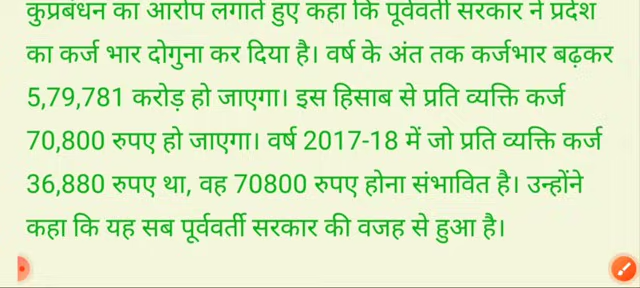 कुप्रबंधन का आरोप लगाते हुए कहा कि पूर्ववर्ती सरकार ने प्रदेश
का कर्ज भार दोगुना कर दिया है। वर्ष के अंत तक कर्जभार बढ़कर
5,79,781 करोड़ हो जाएगा। इस हिसाब से प्रति व्यक्ति कर्ज
70,800 रुपए हो जाएगा। वर्ष 2017-18 में जो प्रति व्यक्ति कर्ज
36,880 रुपए था, वह 70800 रुपए होना संभावित है। उन्होंने
कहा कि यह सब पूर्ववर्ती सरकार की वजह से हुआ है।